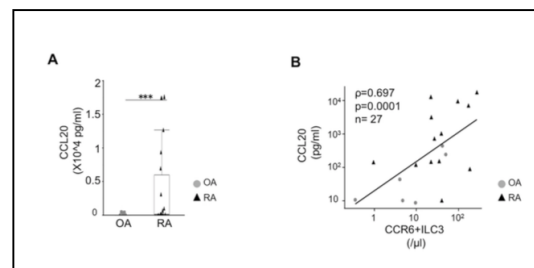 A
CCL20
(X10^4 pg/ml)
2
1.5
1
0.5
0
***
OA
RA
OA
RA
B
CCL20
(pg/ml)
10⁴
10³
10²
10
ρ=0.697
p=0.0001
n= 27
1
10
10²
CCR6+ILC3
(/µl)
OA
RA